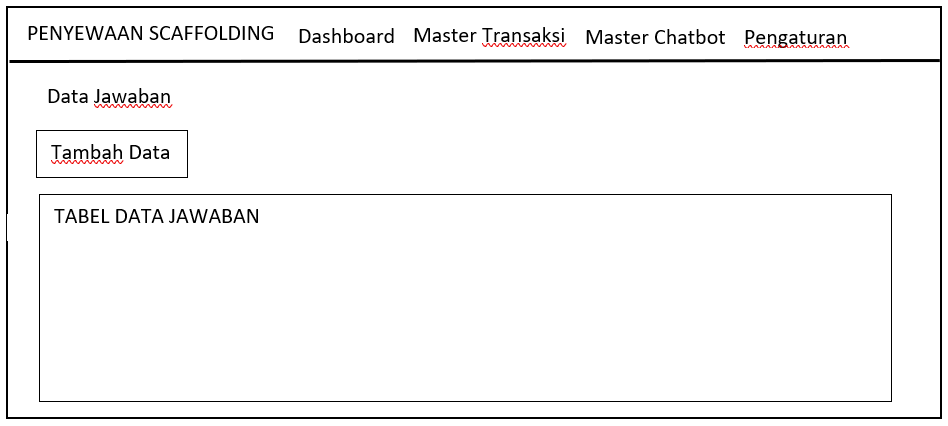 PENYEWAAN SCAFFOLDING Dashboard Master Transaksi Master Chatbot Pengaturan
Data Jawaban
Tambah Data
TABEL DATA JAWABAN